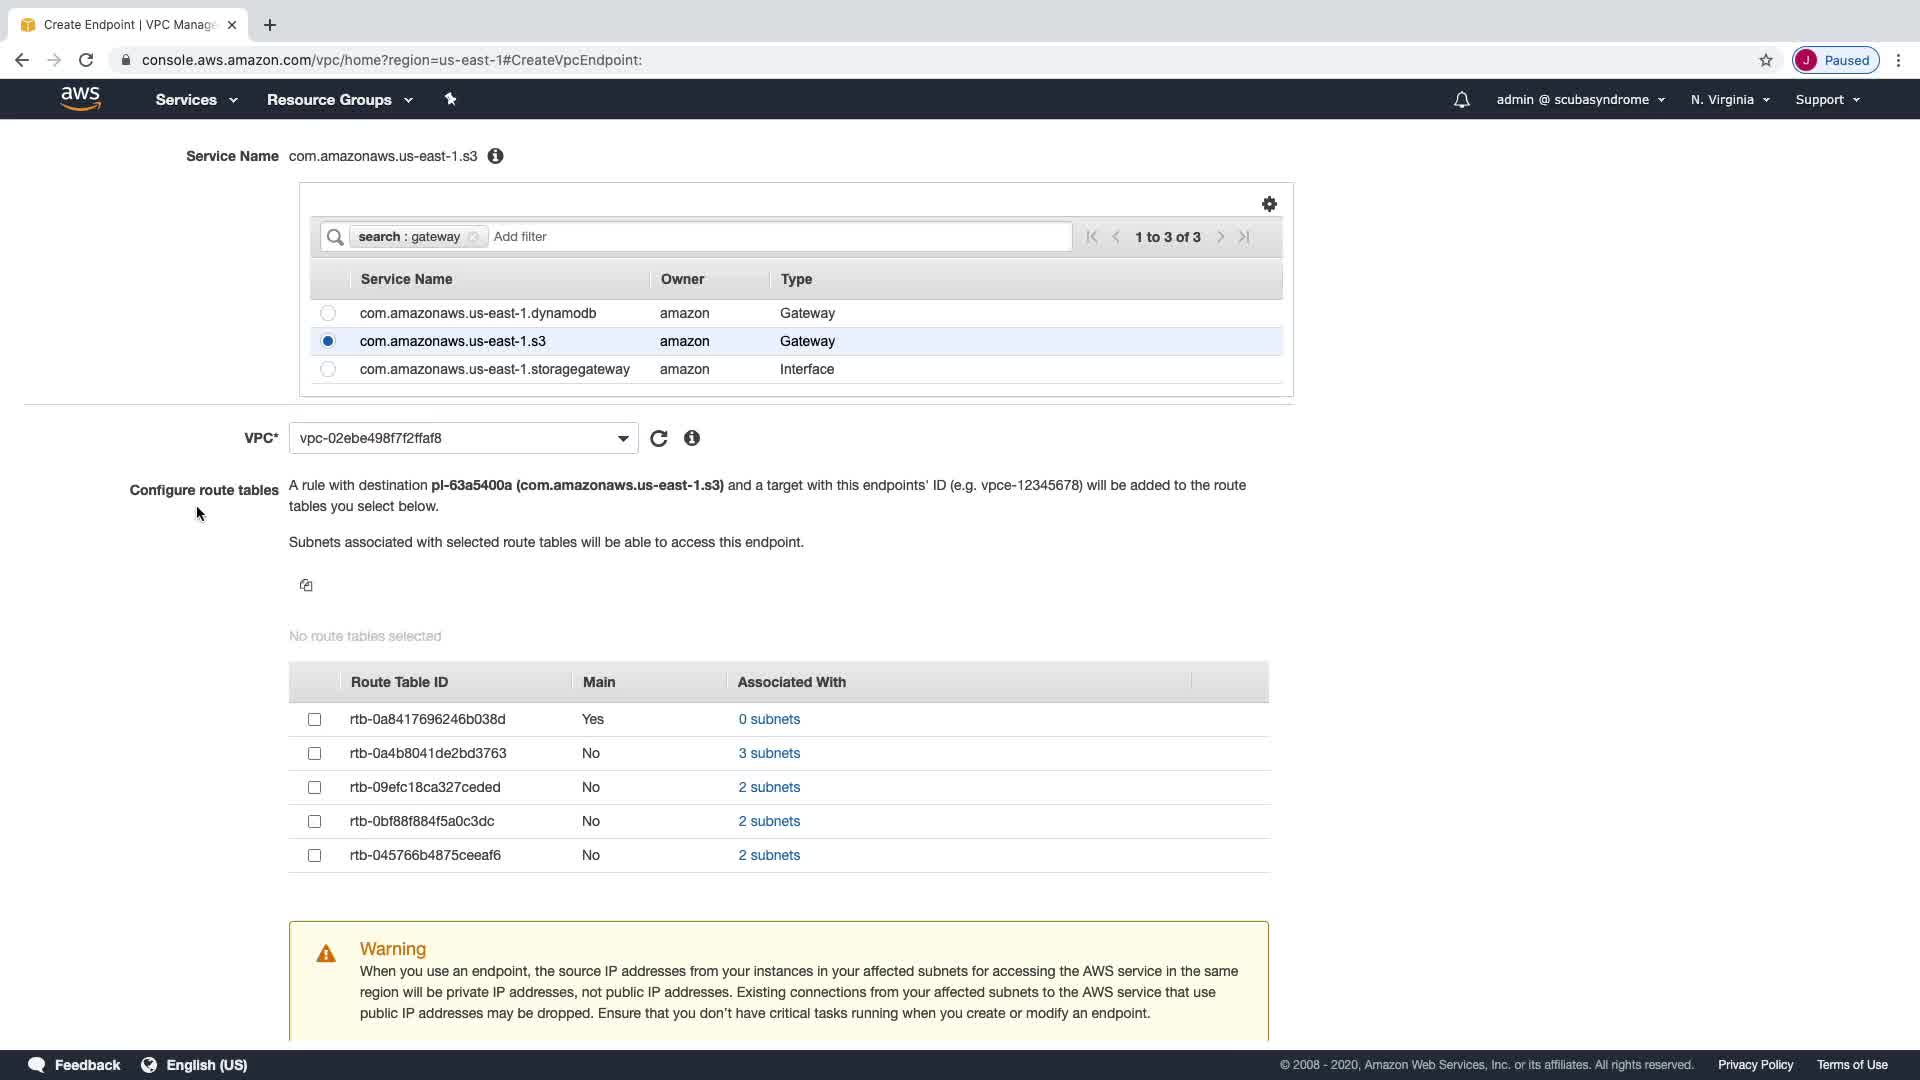 Create Endpoint | VPC Manage
console.aws.amazon.com/vpc/home?region=us-east-1#CreateVpcEndpoint:
J Paused
aws Services Resource Groups admin @ scubasyndrome N. Virginia Support
Service Name com.amazonaws.us-east-1.s3
search : gateway Add filter 1 to 3 of 3
Service Name Owner Type
com.amazonaws.us-east-1.dynamodb amazon Gateway
com.amazonaws.us-east-1.s3 amazon Gateway
com.amazonaws.us-east-1.storagegateway amazon Interface
VPC* vpc-02ebe498f7f2ffaf8
Configure route tables A rule with destination pl-63a5400a (com.amazonaws.us-east-1.s3) and a target with this endpoints' ID (e.g. vpce-12345678) will be added to the route
tables you select below.
Subnets associated with selected route tables will be able to access this endpoint.
No route tables selected
Route Table ID Main Associated With
rtb-0a8417696246b038d Yes 0 subnets
rtb-0a4b8041de2bd3763 No 3 subnets
rtb-09efc18ca327ceded No 2 subnets
rtb-0bf88f884f5a0c3dc No 2 subnets
rtb-045766b4875ceeaf6 No 2 subnets
Warning
When you use an endpoint, the source IP addresses from your instances in your affected subnets for accessing the AWS service in the same
region will be private IP addresses, not public IP addresses. Existing connections from your affected subnets to the AWS service that use
public IP addresses may be dropped. Ensure that you don't have critical tasks running when you create or modify an endpoint.
Feedback English (US) © 2008 - 2020, Amazon Web Services, Inc. or its affiliates. All rights reserved. Privacy Policy Terms of Use